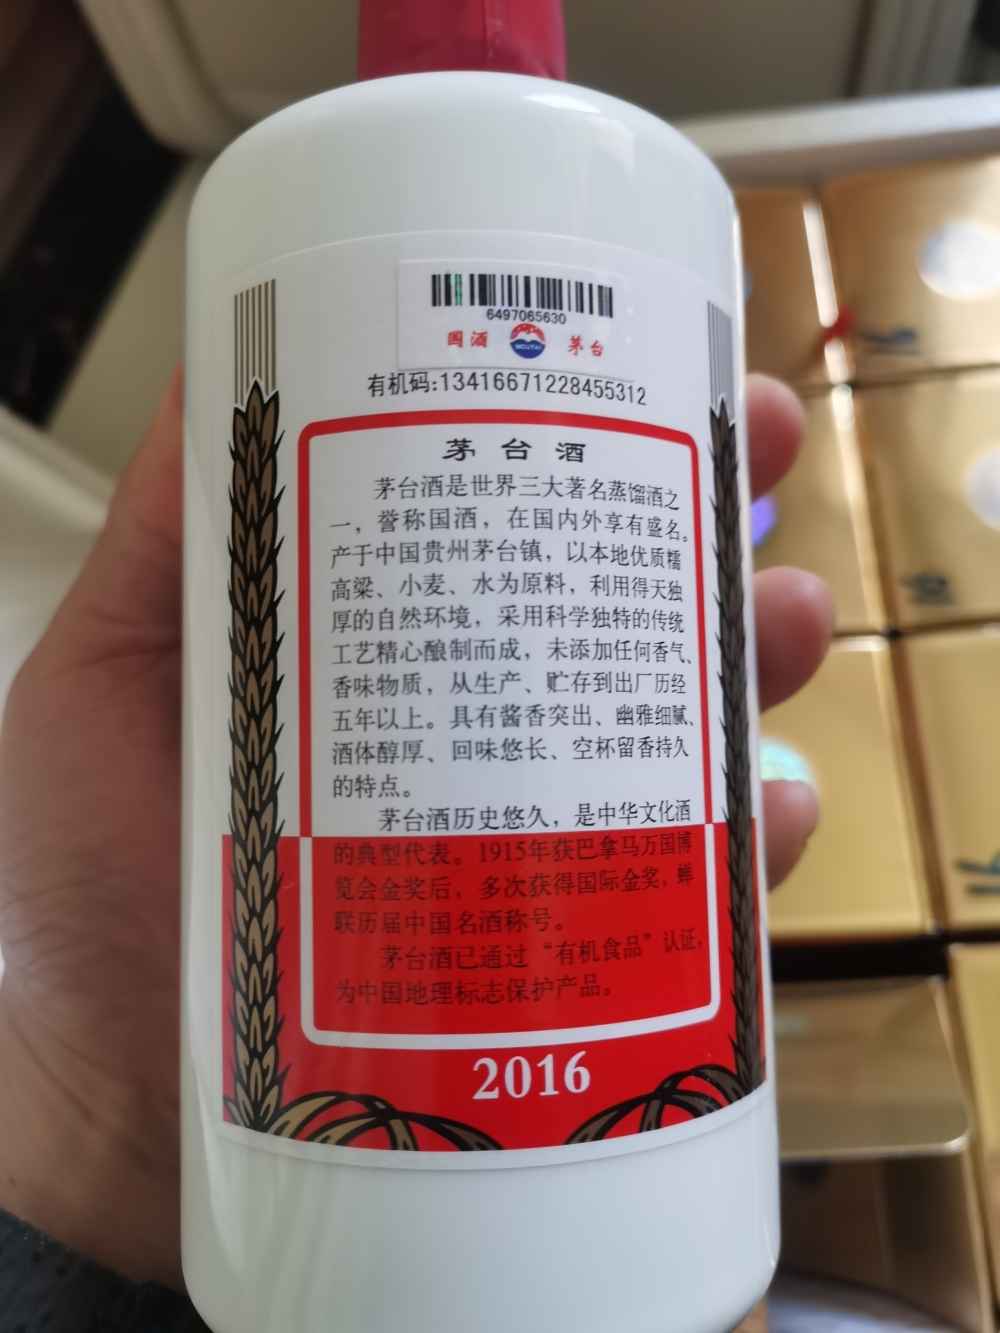 6497065630
国酒 MOUTAI 茅台
有机码:13416671228455312
茅台酒
茅台酒是世界三大著名蒸馏酒之
一，誉称国酒，在国内外享有盛名。
产于中国贵州茅台镇，以本地优质糯
高粱、小麦、水为原料，利用得天独
厚的自然环境，采用科学独特的传统
工艺精心酿制而成，未添加任何香气、
香味物质，从生产、贮存到出厂历经
五年以上。具有酱香突出、幽雅细腻、
酒体醇厚、回味悠长、空杯留香持久
的特点。
茅台酒历史悠久，是中华文化酒
的典型代表。1915年获巴拿马万国博
览会金奖后，多次获得国际金奖，蝉
联历届中国名酒称号。
茅台酒已通过“有机食品”认证，
为中国地理标志保护产品。
2016